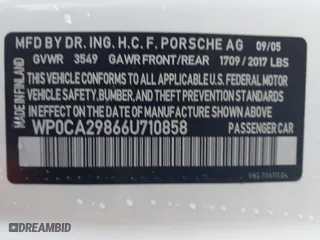 MFD BY DR. ING. H.C. F. PORSCHE AG 09/05
MADE IN FINLAND
GVWR 3549 GAWR FRONT/REAR 1709/2017 LBS
THIS VEHICLE CONFORMS TO ALL APPLICABLE U.S. FEDERAL MOTOR
VEHICLE SAFETY, BUMPER, AND THEFT PREVENTION STANDARDS IN
EFFECT ON THE DATE OF MANUFACTURE SHOWN ABOVE.
WP0CA29866U710858 PASSENGER CAR